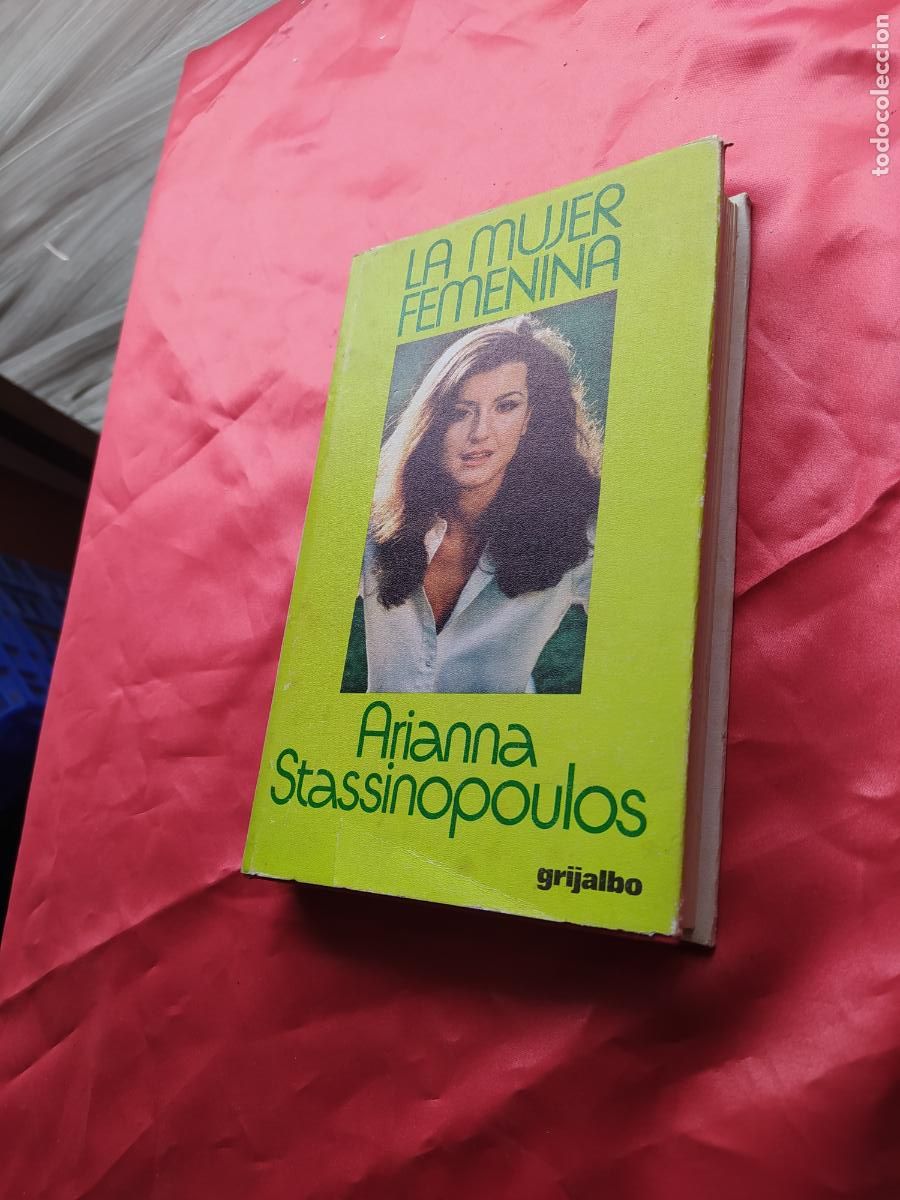 todocoleccion
LA MUJER
FEMENINA
Arianna
Stassinopoulos
grijalbo